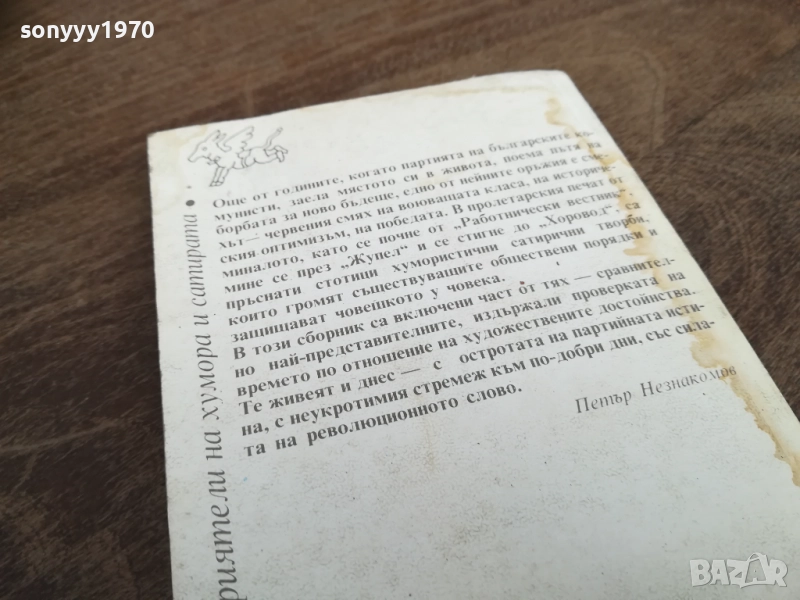 sonyyy1970
Още от годините, когато партията на българските ко-
мунисти, заела мястото си в живота, поема пътя на
борбата за ново бъдеще, едно от нейните оръжия е сме-
хът — червения смях на воюващата класа, на историче-
ския оптимизъм, на победата. В пролетарския печат от
миналото, като се почне от „Работнически вестник",
мине се през „Жупел" и се стигне до „Хоровод", са
пръснати стотици хумористични сатирични творби,
които громят съществуващите обществени порядки и
защищават човешкото у човека.
В този сборник са включени част от тях — сравнител-
но най-представителните, издържали проверката на
времето по отношение на художествените достойнства.
Те живеят и днес — с остротата на партийната исти-
на, с неукротимия стремеж към по-добри дни, със сила-
та на революционното слово.
Петър Незнакомов
риятели на хумора и сатирата •
BAZAR